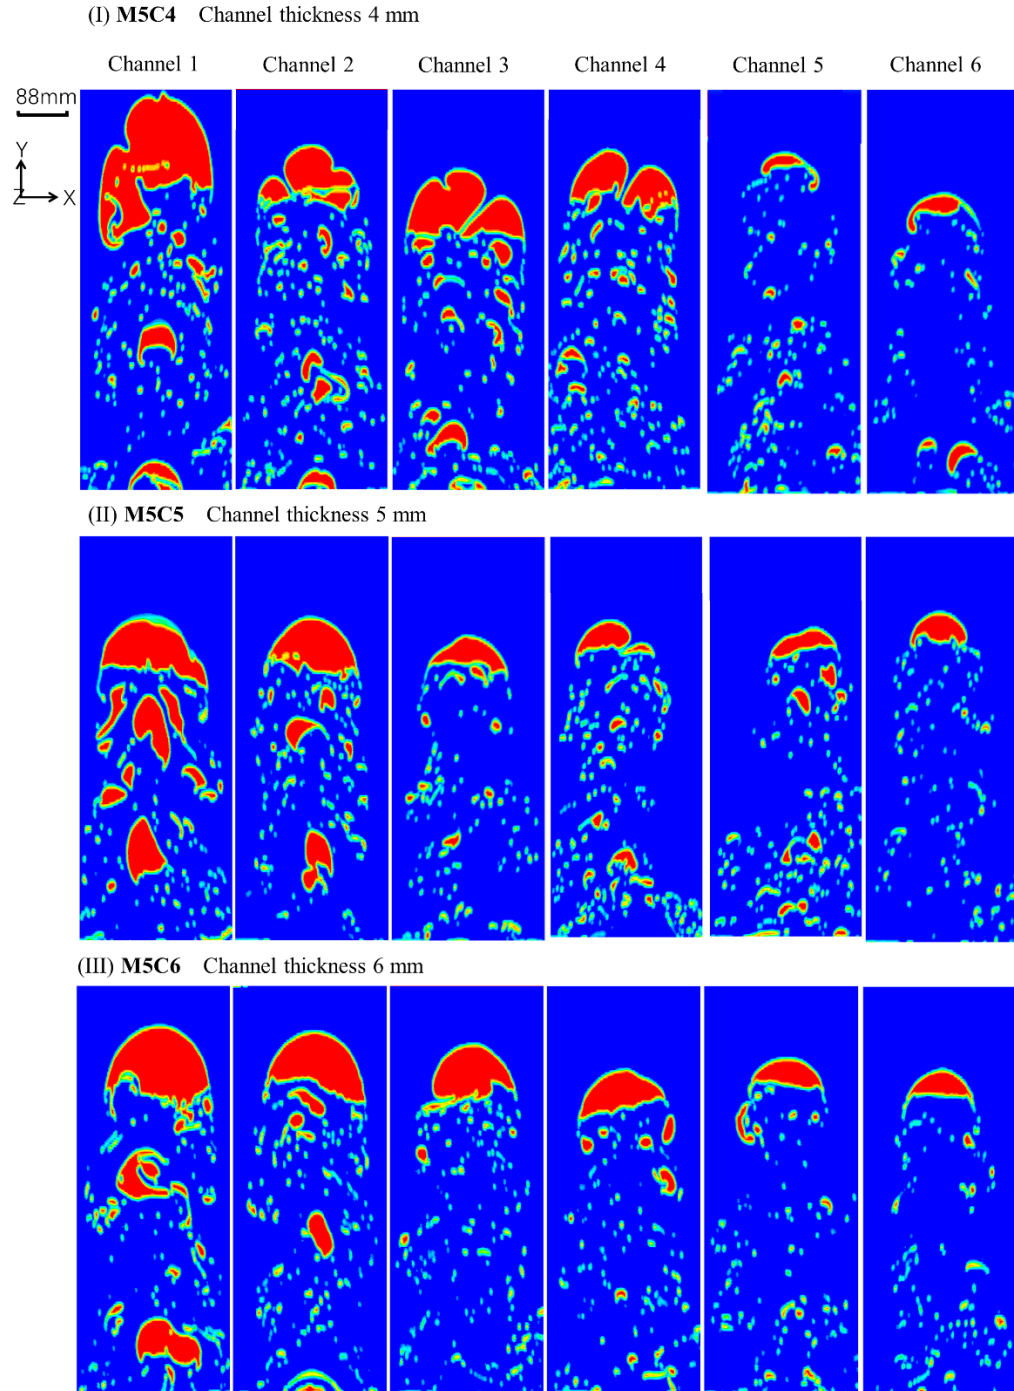 (I) M5C4 Channel thickness 4 mm
Channel 1 Channel 2 Channel 3 Channel 4 Channel 5 Channel 6
88mm
Y
Z X
(II) M5C5 Channel thickness 5 mm
(III) M5C6 Channel thickness 6 mm